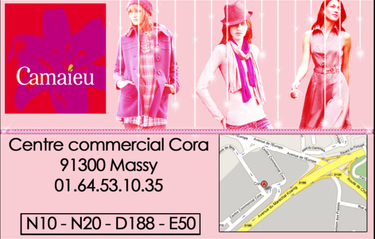 Camaïeu
Centre commercial Cora
91300 Massy
01.64.53.10.35
N10 - N20 - D188 - E50